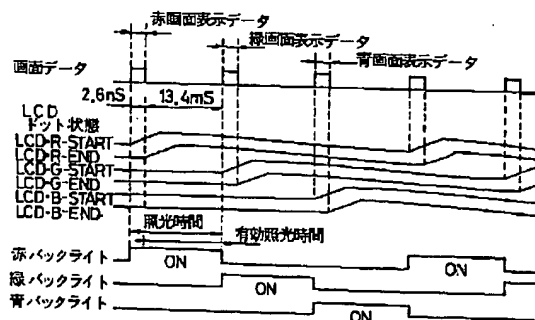 赤画面表示データ
緑画面表示データ
青画面表示データ
画面データ
2.6nS 13.4mS
LCD
ドット状態
LCD-R-START
LCD-R-END
LCD-G-START
LCD-G-END
LCD-B-START
LCD-B-END
照光時間
有効照光時間
赤バックライト ON ON
緑バックライト ON
青バックライト ON